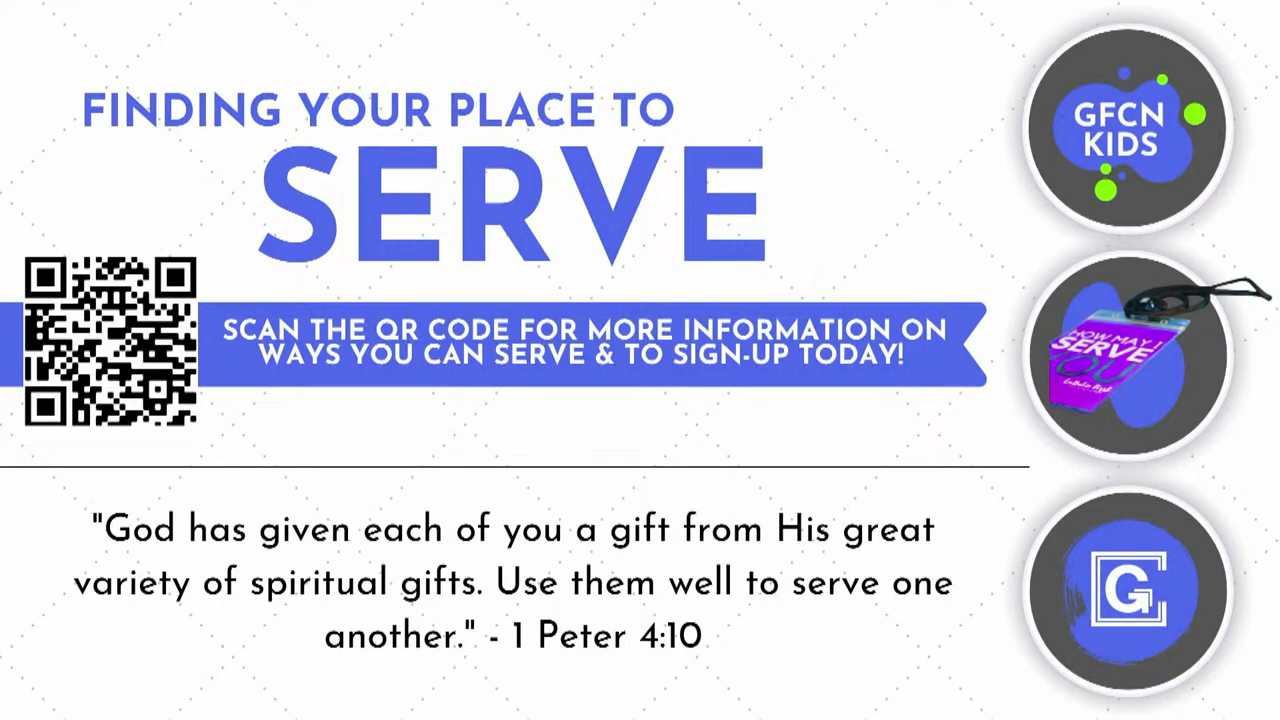 FINDING YOUR PLACE TO
SERVE
SCAN THE QR CODE FOR MORE INFORMATION ON
WAYS YOU CAN SERVE & TO SIGN-UP TODAY!
"God has given each of you a gift from His great
variety of spiritual gifts. Use them well to serve one
another." - 1 Peter 4:10
GFCN
KIDS
HOW MAY I
SERVE
YOU
G